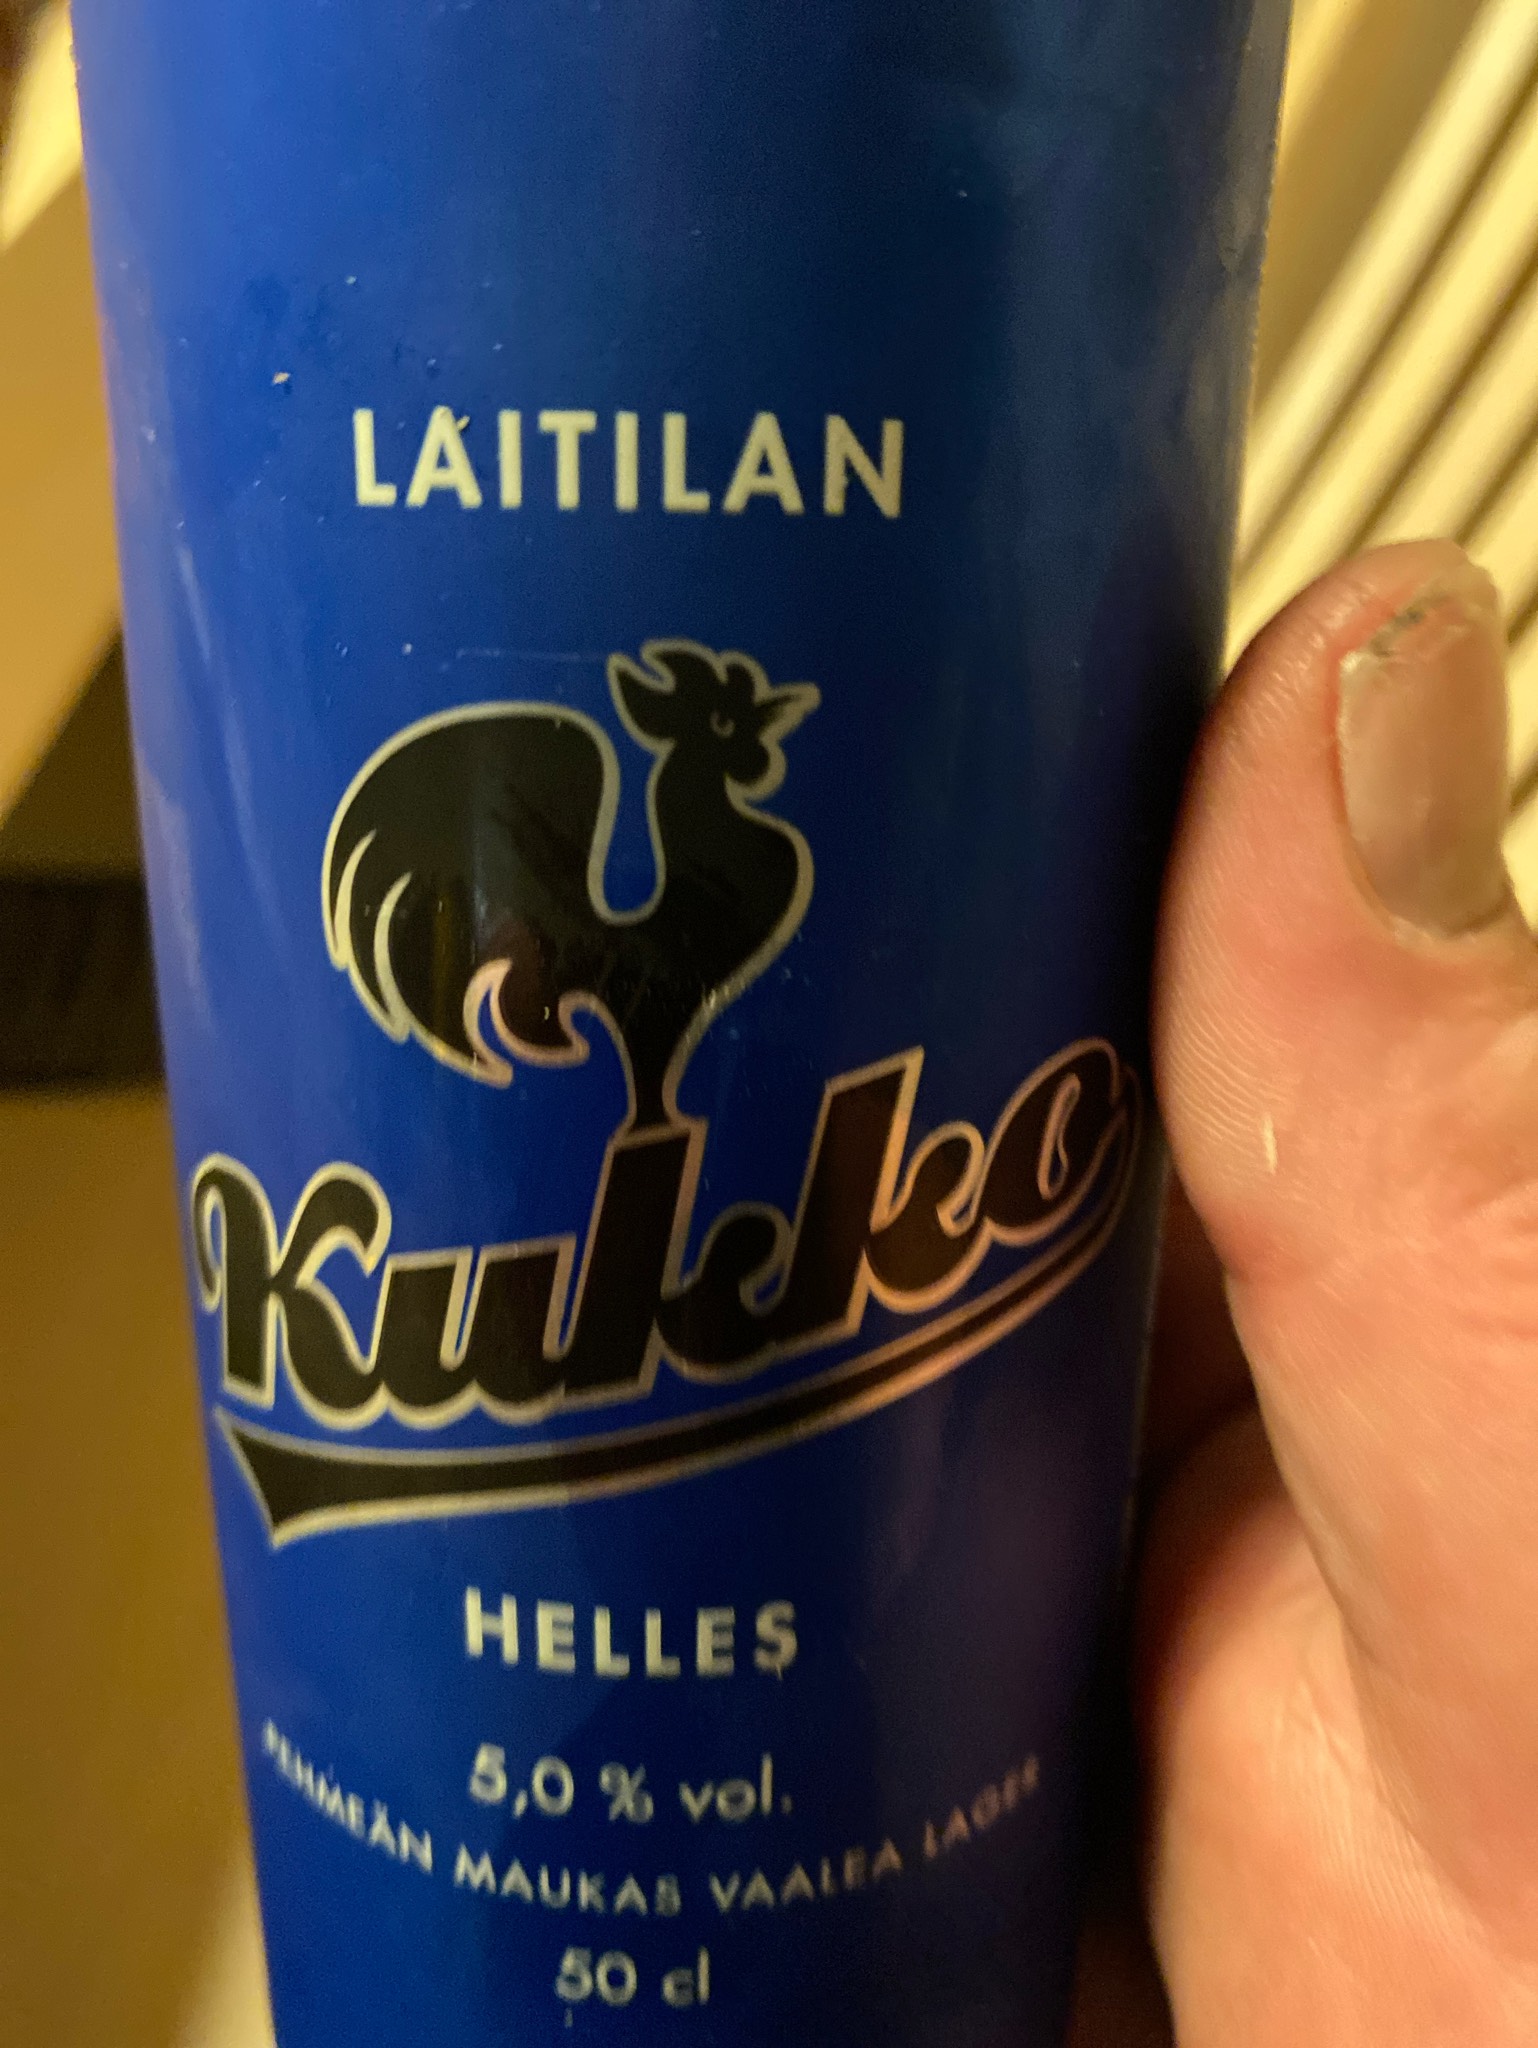 LAITILAN
Kukko
HELLES
5,0 % vol.
PEHMEÄN MAUKAS VAALEA LAGER
50 cl